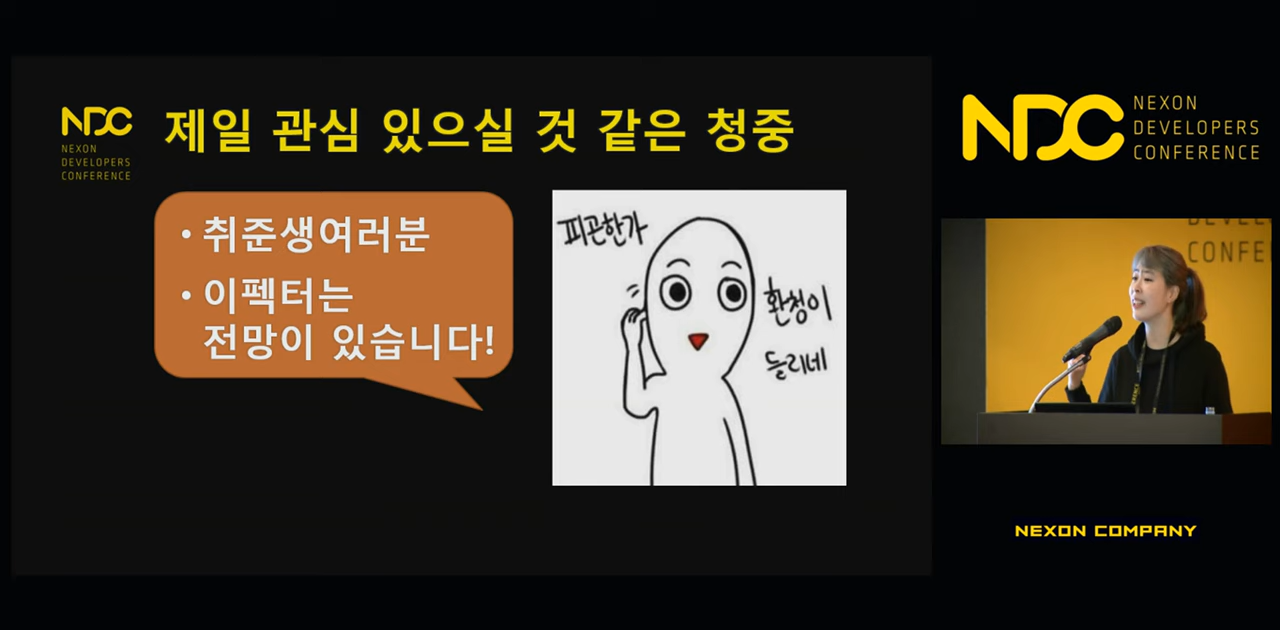 NDC
NEXON
DEVELOPERS
CONFERENCE
제일 관심 있으실 것 같은 청중
• 취준생여러분
• 이펙터는
전망이 있습니다!
피곤한가
환청이
들리네
NDC
NEXON
DEVELOPERS
CONFERENCE
CONFE
NEXON COMPANY